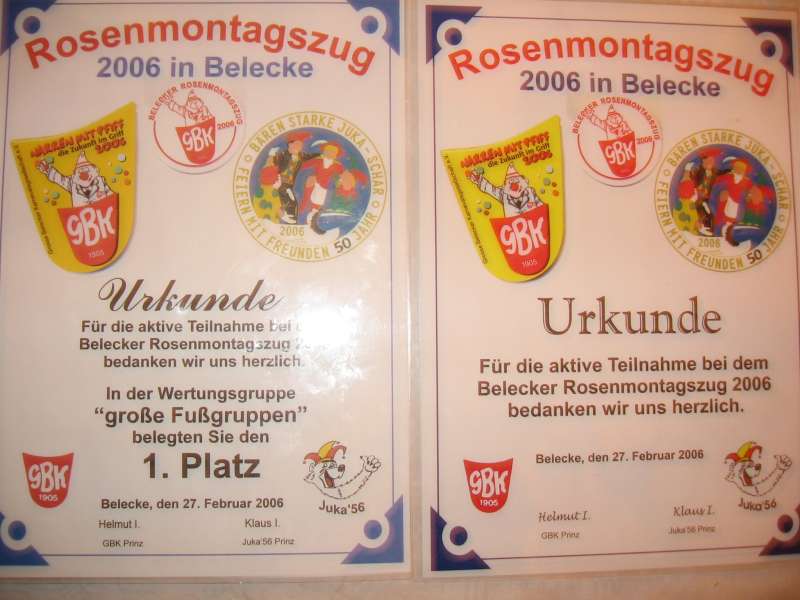 Rosenmontagszug
2006 in Belecke
BELECKER ROSENMONTAGSZUG
2006
GBK
NARREN MIT PFIFF
die Zukunft im Griff
2006
GBK
1905
BÄREN STARKE JUKA - SCHAR
FEIERN MIT FREUNDEN
50 JAHR
2006
Urkunde
Für die aktive Teilnahme bei
Belecker Rosenmontagszug
bedanken wir uns herzlich.
In der Wertungsgruppe
“große Fußgruppen”
belegten Sie den
1. Platz
GBK
1905
Juka'56
Belecke, den 27. Februar 2006
Helmut I. Klaus I.
GBK Prinz Juka'56 Prinz
Rosenmontagszug
2006 in Belecke
BELECKER ROSENMONTAGSZUG
2006
GBK
NARREN MIT PFIFF
die Zukunft im Griff
2006
GBK
1905
BÄREN STARKE JUKA - SCHAR
FEIERN MIT FREUNDEN
50 JAHR
2006
Urkunde
Für die aktive Teilnahme bei dem
Belecker Rosenmontagszug 2006
bedanken wir uns herzlich.
Belecke, den 27. Februar 2006
GBK
1905
Juka'56
Helmut I. Klaus I.
GBK Prinz Juka'56 Prinz